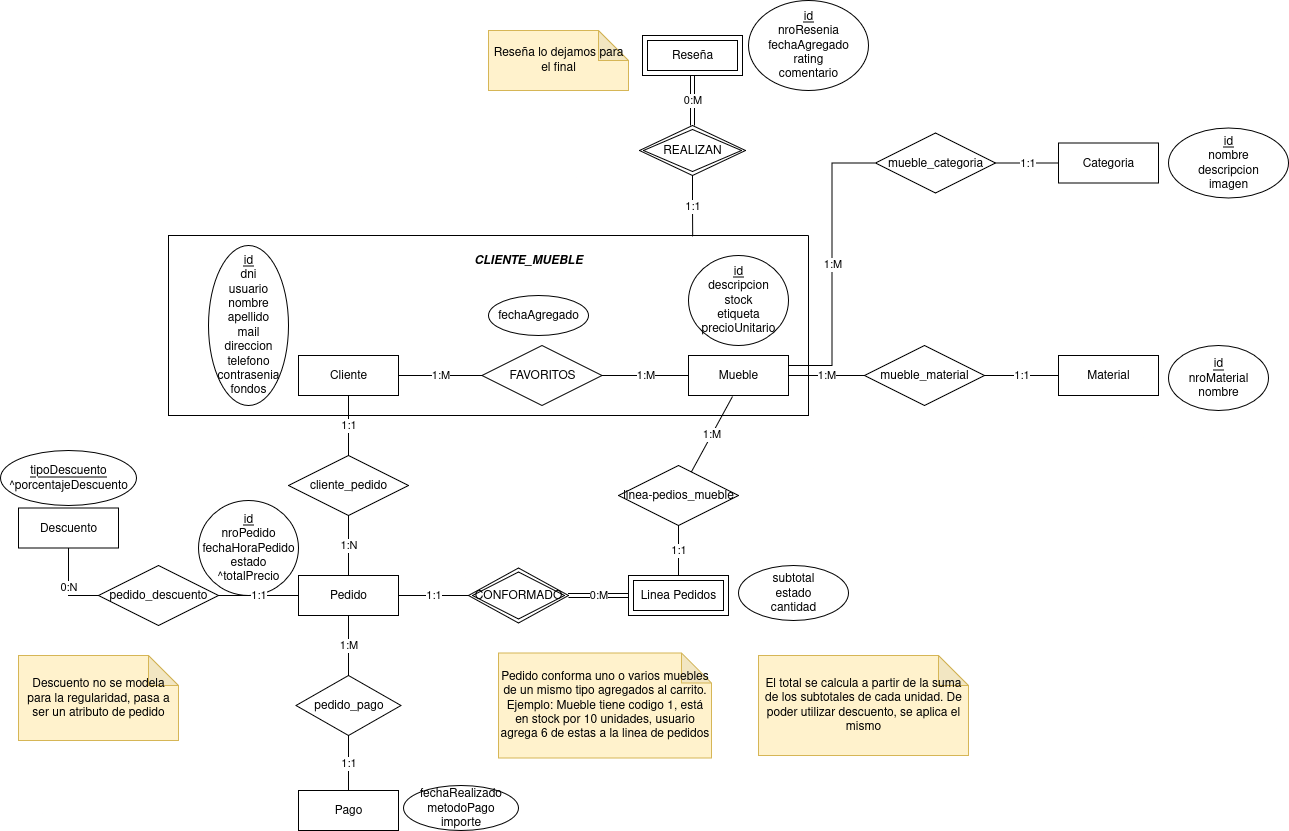 id
nroResenia
fechaAgregado
rating
comentario
Reseña lo dejamos para
el final
Reseña
0:M
REALIZAN
1:1
mueble_categoria
1:1
Categoria
id
nombre
descripcion
imagen
1:M
CLIENTE_MUEBLE
id
dni
usuario
nombre
apellido
mail
direccion
telefono
contrasenia
fondos
id
descripcion
stock
etiqueta
precioUnitario
fechaAgregado
Cliente
1:M
FAVORITOS
1:M
Mueble
1:M
mueble_material
1:1
Material
id
nroMaterial
nombre
1:1
1:M
tipoDescuento
^porcentajeDescuento
cliente_pedido
linea-pedios_mueble
Descuento
id
nroPedido
fechaHoraPedido
estado
^totalPrecio
1:N
1:1
0:N
pedido_descuento
1:1
Pedido
1:1
CONFORMADO
0:M
Linea Pedidos
subtotal
estado
cantidad
1:M
Descuento no se modela
para la regularidad, pasa a
ser un atributo de pedido
pedido_pago
Pedido conforma uno o varios muebles
de un mismo tipo agregados al carrito.
Ejemplo: Mueble tiene codigo 1, está
en stock por 10 unidades, usuario
agrega 6 de estas a la linea de pedidos
El total se calcula a partir de la suma
de los subtotales de cada unidad. De
poder utilizar descuento, se aplica el
mismo
1:1
Pago
fechaRealizado
metodoPago
importe